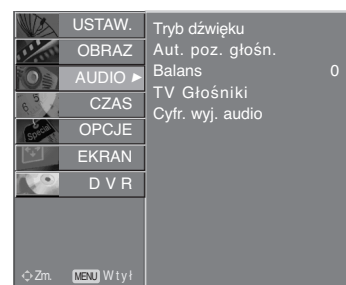 USTAW.
OBRAZ
AUDIO ►
CZAS
OPCJE
EKRAN
D V R
Tryb dźwięku
Aut. poz. głośn.
Balans 0
TV Głośniki
Cyfr. wyj. audio
Zm. MENU Wtył